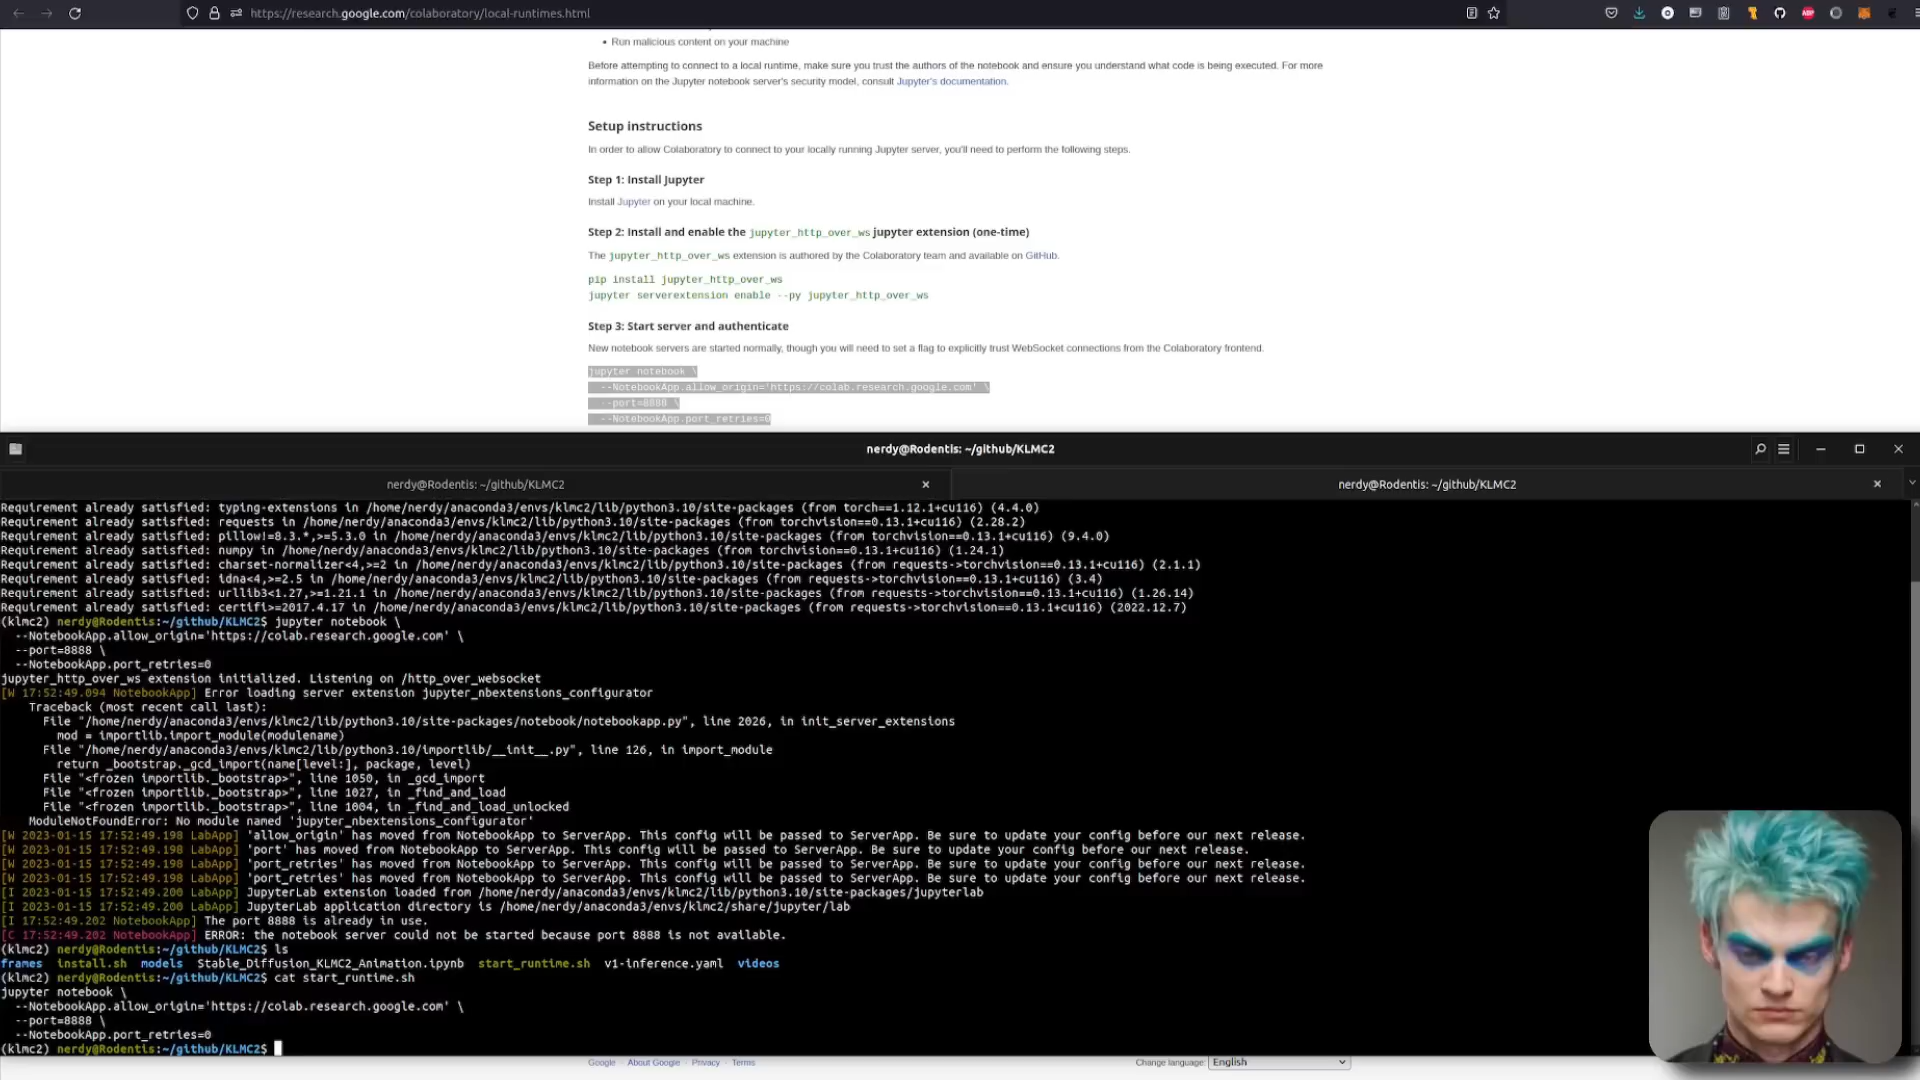 https://research.google.com/colaboratory/local-runtimes.html
• Run malicious content on your machine
Before attempting to connect to a local runtime, make sure you trust the authors of the notebook and ensure you understand what code is being executed. For more
information on the Jupyter notebook server's security model, consult Jupyter's documentation.
Setup instructions
In order to allow Colaboratory to connect to your locally running Jupyter server, you'll need to perform the following steps.
Step 1: Install Jupyter
Install Jupyter on your local machine.
Step 2: Install and enable the jupyter_http_over_ws jupyter extension (one-time)
The jupyter_http_over_ws extension is authored by the Colaboratory team and available on GitHub.
pip install jupyter_http_over_ws
jupyter serverextension enable --py jupyter_http_over_ws
Step 3: Start server and authenticate
New notebook servers are started normally, though you will need to set a flag to explicitly trust WebSocket connections from the Colaboratory frontend.
jupyter notebook \
--NotebookApp.allow_origin='https://colab.research.google.com' \
--port=8888 \
--NotebookApp.port_retries=0
nerdy@Rodentis: ~/github/KLMC2
nerdy@Rodentis: ~/github/KLMC2
nerdy@Rodentis: ~/github/KLMC2
Requirement already satisfied: typing-extensions in /home/nerdy/anaconda3/envs/klmc2/lib/python3.10/site-packages (from torch==1.12.1+cu116) (4.4.0)
Requirement already satisfied: requests in /home/nerdy/anaconda3/envs/klmc2/lib/python3.10/site-packages (from torchvision==0.13.1+cu116) (2.28.2)
Requirement already satisfied: pillow!=8.3.*,>=5.3.0 in /home/nerdy/anaconda3/envs/klmc2/lib/python3.10/site-packages (from torchvision==0.13.1+cu116) (9.4.0)
Requirement already satisfied: numpy in /home/nerdy/anaconda3/envs/klmc2/lib/python3.10/site-packages (from torchvision==0.13.1+cu116) (1.24.1)
Requirement already satisfied: charset-normalizer<4,>=2 in /home/nerdy/anaconda3/envs/klmc2/lib/python3.10/site-packages (from requests->torchvision==0.13.1+cu116) (2.1.1)
Requirement already satisfied: idna<4,>=2.5 in /home/nerdy/anaconda3/envs/klmc2/lib/python3.10/site-packages (from requests->torchvision==0.13.1+cu116) (3.4)
Requirement already satisfied: urllib3<1.27,>=1.21.1 in /home/nerdy/anaconda3/envs/klmc2/lib/python3.10/site-packages (from requests->torchvision==0.13.1+cu116) (1.26.14)
Requirement already satisfied: certifi>=2017.4.17 in /home/nerdy/anaconda3/envs/klmc2/lib/python3.10/site-packages (from requests->torchvision==0.13.1+cu116) (2022.12.7)
(klmc2) nerdy@Rodentis:~/github/KLMC2$ jupyter notebook \
--NotebookApp.allow_origin='https://colab.research.google.com' \
--port=8888 \
--NotebookApp.port_retries=0
jupyter_http_over_ws extension initialized. Listening on /http_over_websocket
[W 17:52:49.094 NotebookApp] Error loading server extension jupyter_nbextensions_configurator
Traceback (most recent call last):
File "/home/nerdy/anaconda3/envs/klmc2/lib/python3.10/site-packages/notebook/notebookapp.py", line 2026, in init_server_extensions
mod = importlib.import_module(modulename)
File "/home/nerdy/anaconda3/envs/klmc2/lib/python3.10/importlib/__init__.py", line 126, in import_module
return _bootstrap._gcd_import(name[level:], package, level)
File "<frozen importlib._bootstrap>", line 1050, in _gcd_import
File "<frozen importlib._bootstrap>", line 1027, in _find_and_load
File "<frozen importlib._bootstrap>", line 1004, in _find_and_load_unlocked
ModuleNotFoundError: No module named 'jupyter_nbextensions_configurator'
[W 2023-01-15 17:52:49.198 LabApp] 'allow_origin' has moved from NotebookApp to ServerApp. This config will be passed to ServerApp. Be sure to update your config before our next release.
[W 2023-01-15 17:52:49.198 LabApp] 'port' has moved from NotebookApp to ServerApp. This config will be passed to ServerApp. Be sure to update your config before our next release.
[W 2023-01-15 17:52:49.198 LabApp] 'port_retries' has moved from NotebookApp to ServerApp. This config will be passed to ServerApp. Be sure to update your config before our next release.
[W 2023-01-15 17:52:49.198 LabApp] 'port_retries' has moved from NotebookApp to ServerApp. This config will be passed to ServerApp. Be sure to update your config before our next release.
[I 2023-01-15 17:52:49.200 LabApp] JupyterLab extension loaded from /home/nerdy/anaconda3/envs/klmc2/lib/python3.10/site-packages/jupyterlab
[I 2023-01-15 17:52:49.200 LabApp] JupyterLab application directory is /home/nerdy/anaconda3/envs/klmc2/share/jupyter/lab
[I 17:52:49.202 NotebookApp] The port 8888 is already in use.
[C 17:52:49.202 NotebookApp] ERROR: the notebook server could not be started because port 8888 is not available.
(klmc2) nerdy@Rodentis:~/github/KLMC2$ ls
frames install.sh models Stable_Diffusion_KLMC2_Animation.ipynb start_runtime.sh v1-inference.yaml videos
(klmc2) nerdy@Rodentis:~/github/KLMC2$ cat start_runtime.sh
jupyter notebook \
--NotebookApp.allow_origin='https://colab.research.google.com' \
--port=8888 \
--NotebookApp.port_retries=0
(klmc2) nerdy@Rodentis:~/github/KLMC2$
Google · About Google · Privacy · Terms
Change language: English